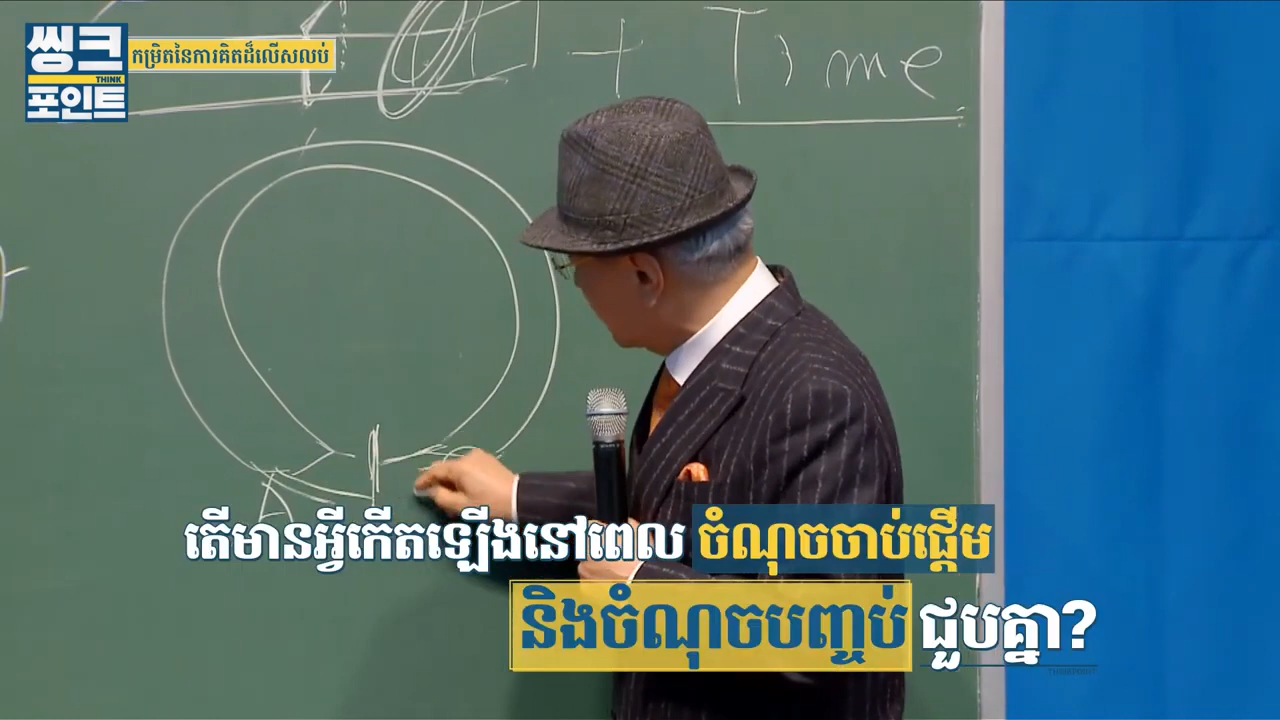 씽크
THINK
포인트
កម្រិតនៃការគិតដ៏លើសលប់
+ Time
តើមានអ្វីកើតឡើងនៅពេល ចំណុចចាប់ផ្ដើម
និងចំណុចបញ្ចប់ ជួបគ្នា?
THINKPOINT